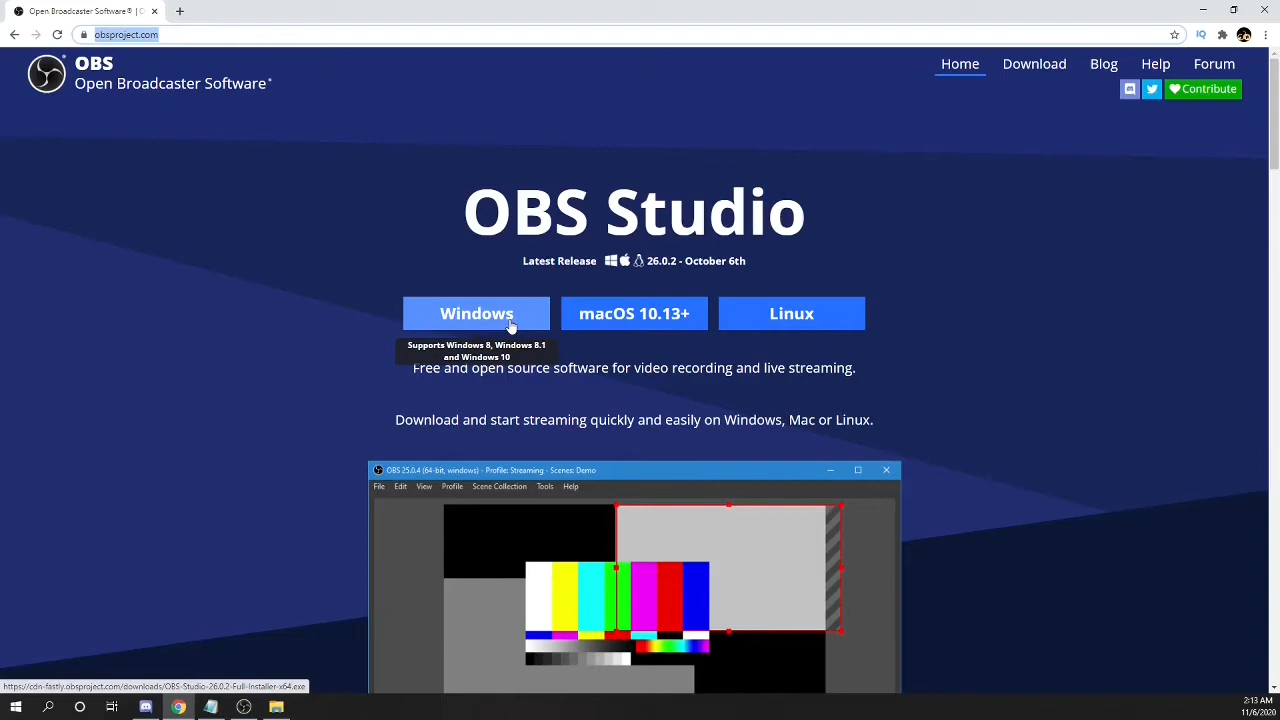 Open Broadcaster Software® | O
obsproject.com
IQ
OBS
Open Broadcaster Software®
Home
Download
Blog
Help
Forum
Contribute
OBS Studio
Latest Release 26.0.2 - October 6th
Windows
macOS 10.13+
Linux
Supports Windows 8, Windows 8.1
and Windows 10
Free and open source software for video recording and live streaming.
Download and start streaming quickly and easily on Windows, Mac or Linux.
OBS 25.0.4 (64-bit, windows) - Profile: Streaming - Scenes: Demo
File
Edit
View
Profile
Scene Collection
Tools
Help
https://cdn-fastly.obsproject.com/downloads/OBS-Studio-26.0.2-Full-Installer-x64.exe
2:13 AM
11/6/2020